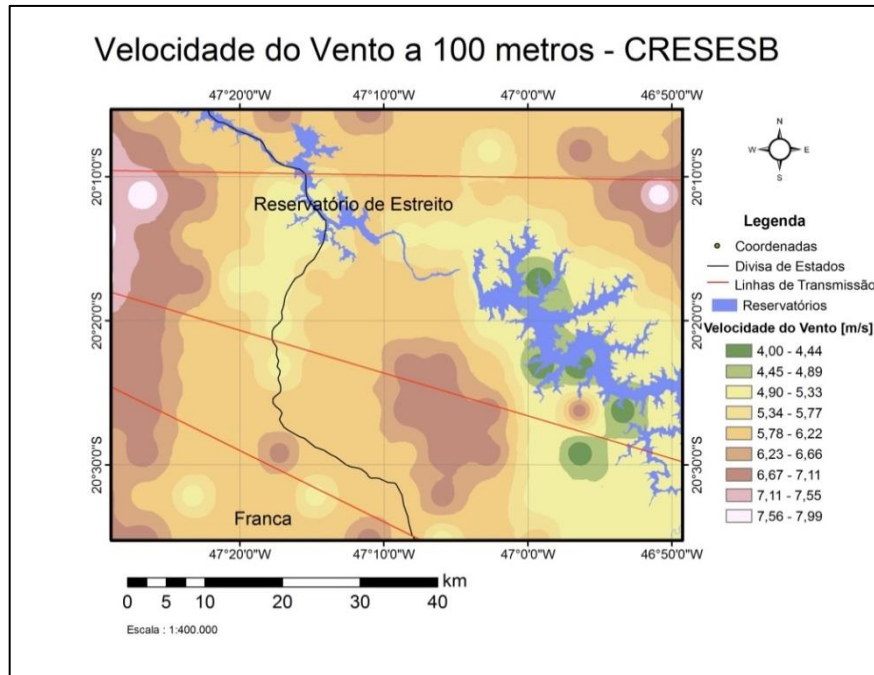 Velocidade do Vento a 100 metros - CRESESB
47°20'0"W 47°10'0"W 47°0'0"W 46°50'0"W
20°10'0"S
20°20'0"S
20°30'0"S
Reservatório de Estreito
Franca
20°10'0"S
20°20'0"S
20°30'0"S
47°20'0"W 47°10'0"W 47°0'0"W 46°50'0"W
N
W E
S
Legenda
Coordenadas
Divisa de Estados
Linhas de Transmissão
Reservatórios
Velocidade do Vento [m/s]
4,00 - 4,44
4,45 - 4,89
4,90 - 5,33
5,34 - 5,77
5,78 - 6,22
6,23 - 6,66
6,67 - 7,11
7,11 - 7,55
7,56 - 7,99
km
0 5 10 20 30 40
Escala : 1:400.000